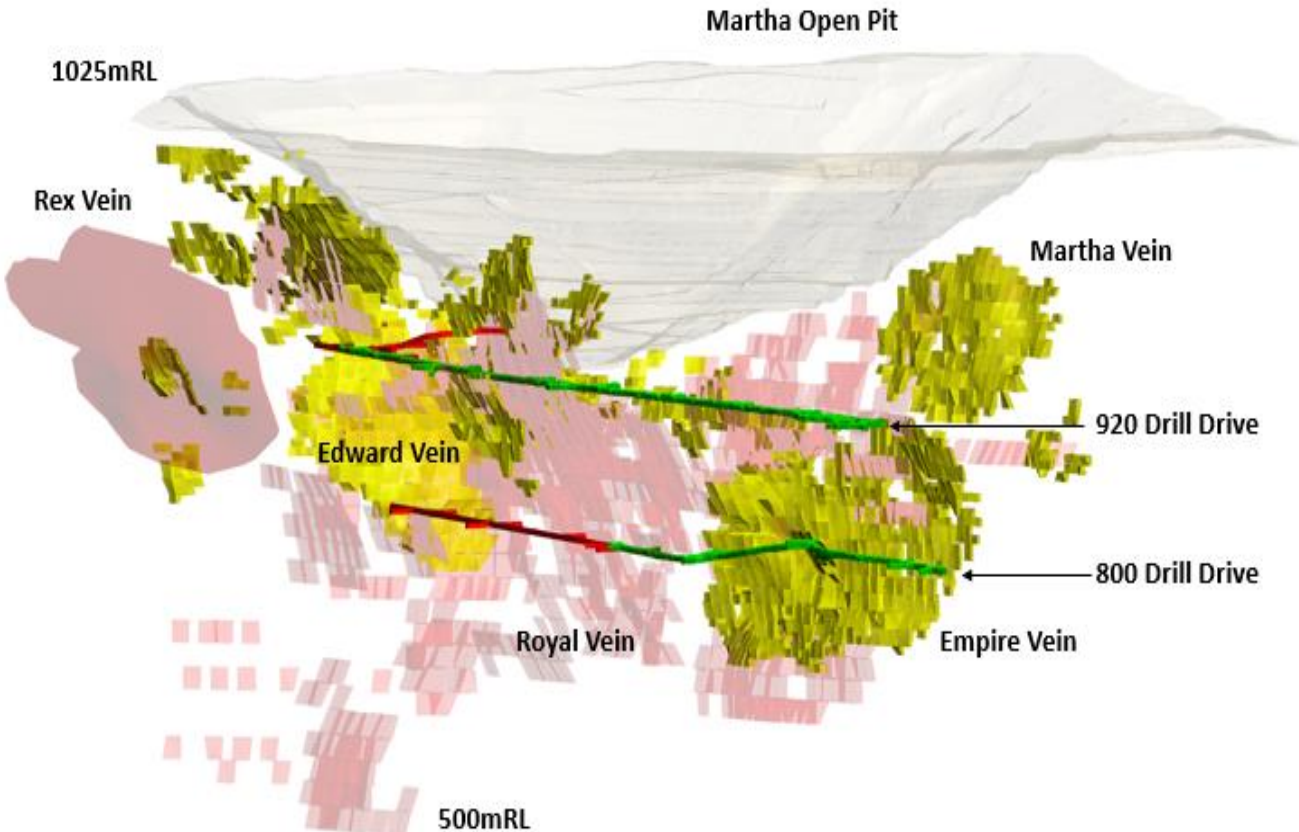 Martha Open Pit
1025mRL
Rex Vein
Martha Vein
920 Drill Drive
Edward Vein
800 Drill Drive
Royal Vein
Empire Vein
500mRL